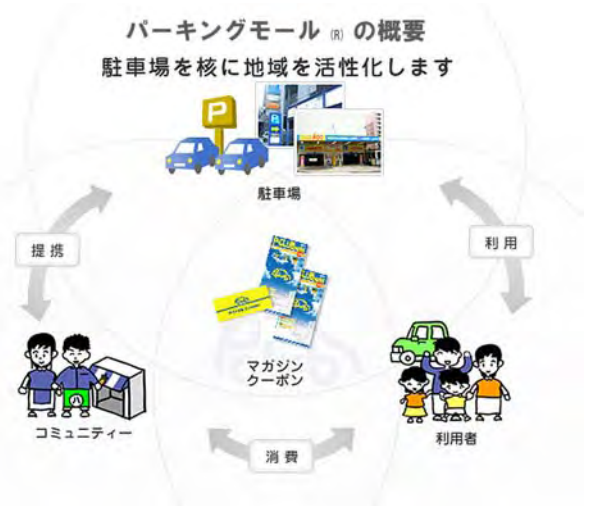 パーキングモール (R) の概要
駐車場を核に地域を活性化します
P
駐車場
提携
利用
マガジン
クーポン
コミュニティー
利用者
消費